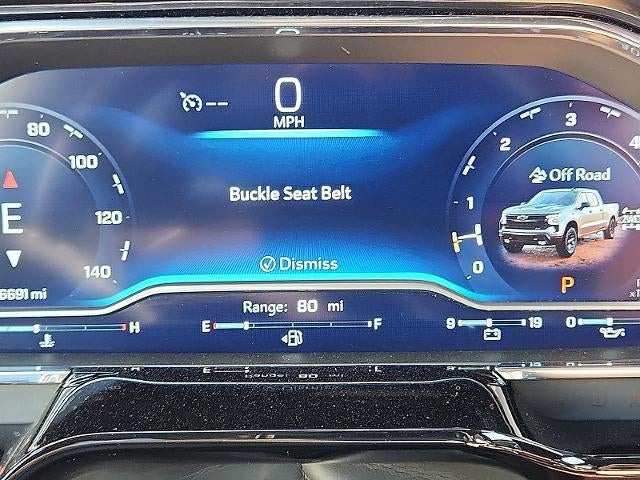 0
MPH
80
100
120
140
E
6691 mi
Buckle Seat Belt
Dismiss
2
3
4
1
0
Off Road
2WD
P
Range: 80 mi
H
E
F
9
19
0